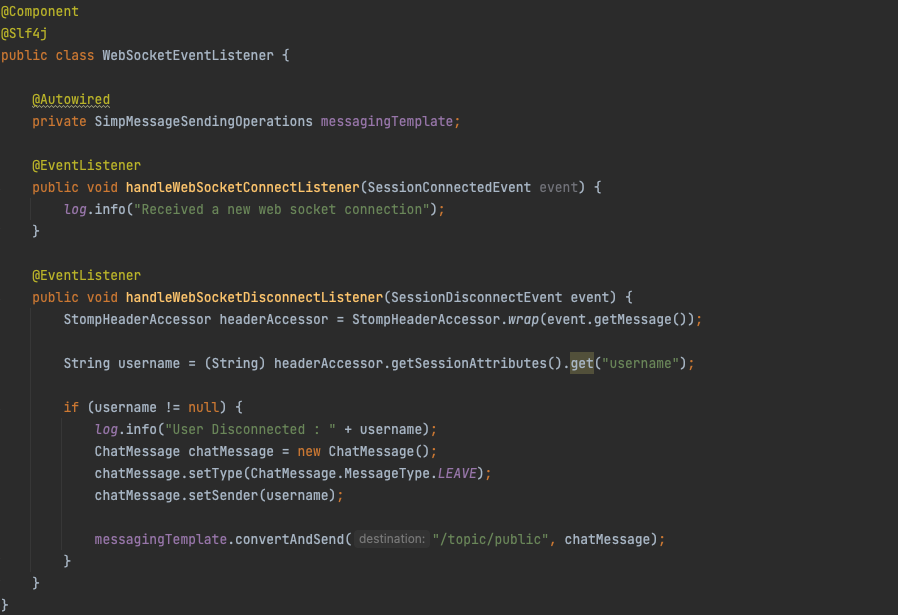 @Component
@Slf4j
public class WebSocketEventListener {
@Autowired
private SimpMessageSendingOperations messagingTemplate;
@EventListener
public void handleWebSocketConnectListener(SessionConnectedEvent event) {
log.info("Received a new web socket connection");
}
@EventListener
public void handleWebSocketDisconnectListener(SessionDisconnectEvent event) {
StompHeaderAccessor headerAccessor = StompHeaderAccessor.wrap(event.getMessage());
String username = (String) headerAccessor.getSessionAttributes().get("username");
if (username != null) {
log.info("User Disconnected : " + username);
ChatMessage chatMessage = new ChatMessage();
chatMessage.setType(ChatMessage.MessageType.LEAVE);
chatMessage.setSender(username);
messagingTemplate.convertAndSend( destination: "/topic/public", chatMessage);
}
}
}